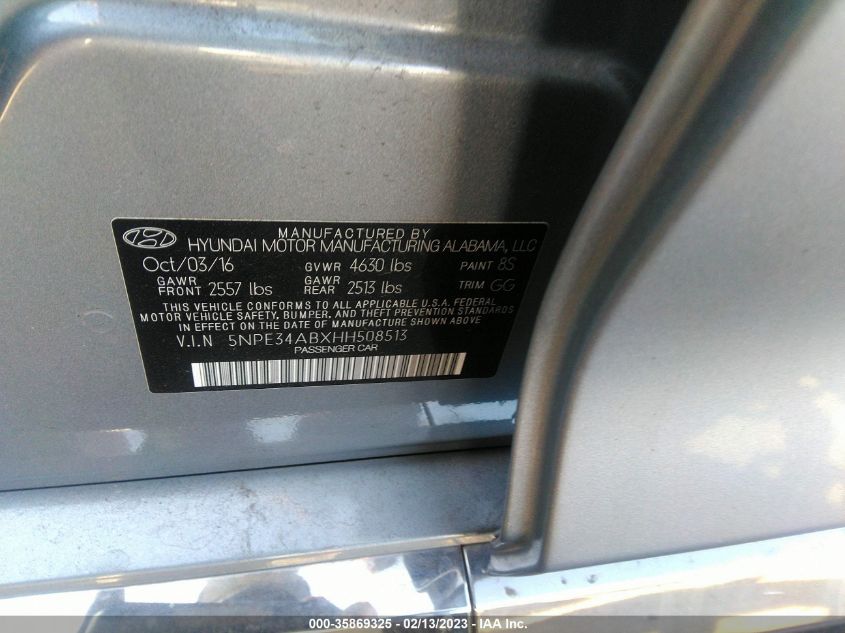 MANUFACTURED BY
HYUNDAI MOTOR MANUFACTURING ALABAMA, LLC
Oct/03/16 GVWR 4630 lbs PAINT 8S
GAWR FRONT 2557 lbs GAWR REAR 2513 lbs TRIM GG
THIS VEHICLE CONFORMS TO ALL APPLICABLE U.S.A. FEDERAL
MOTOR VEHICLE SAFETY, BUMPER, AND THEFT PREVENTION STANDARDS
IN EFFECT ON THE DATE OF MANUFACTURE SHOWN ABOVE
V.I.N 5NPE34ABXHH508513
PASSENGER CAR
000-35869325 - 02/13/2023 - IAA Inc.